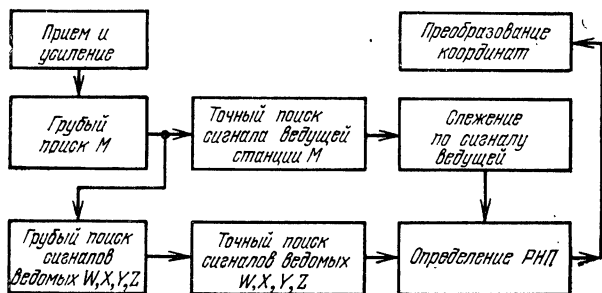 Прием и
усиление
Преобразование
координат
Грубый
поиск M
Точный поиск
сигнала ведущей
станции M
Слежение
по сигналу
ведущей
Грубый поиск
сигналов
ведомых W,X,Y,Z
Точный поиск
сигналов ведомых
W,X,Y,Z
Определение РНП